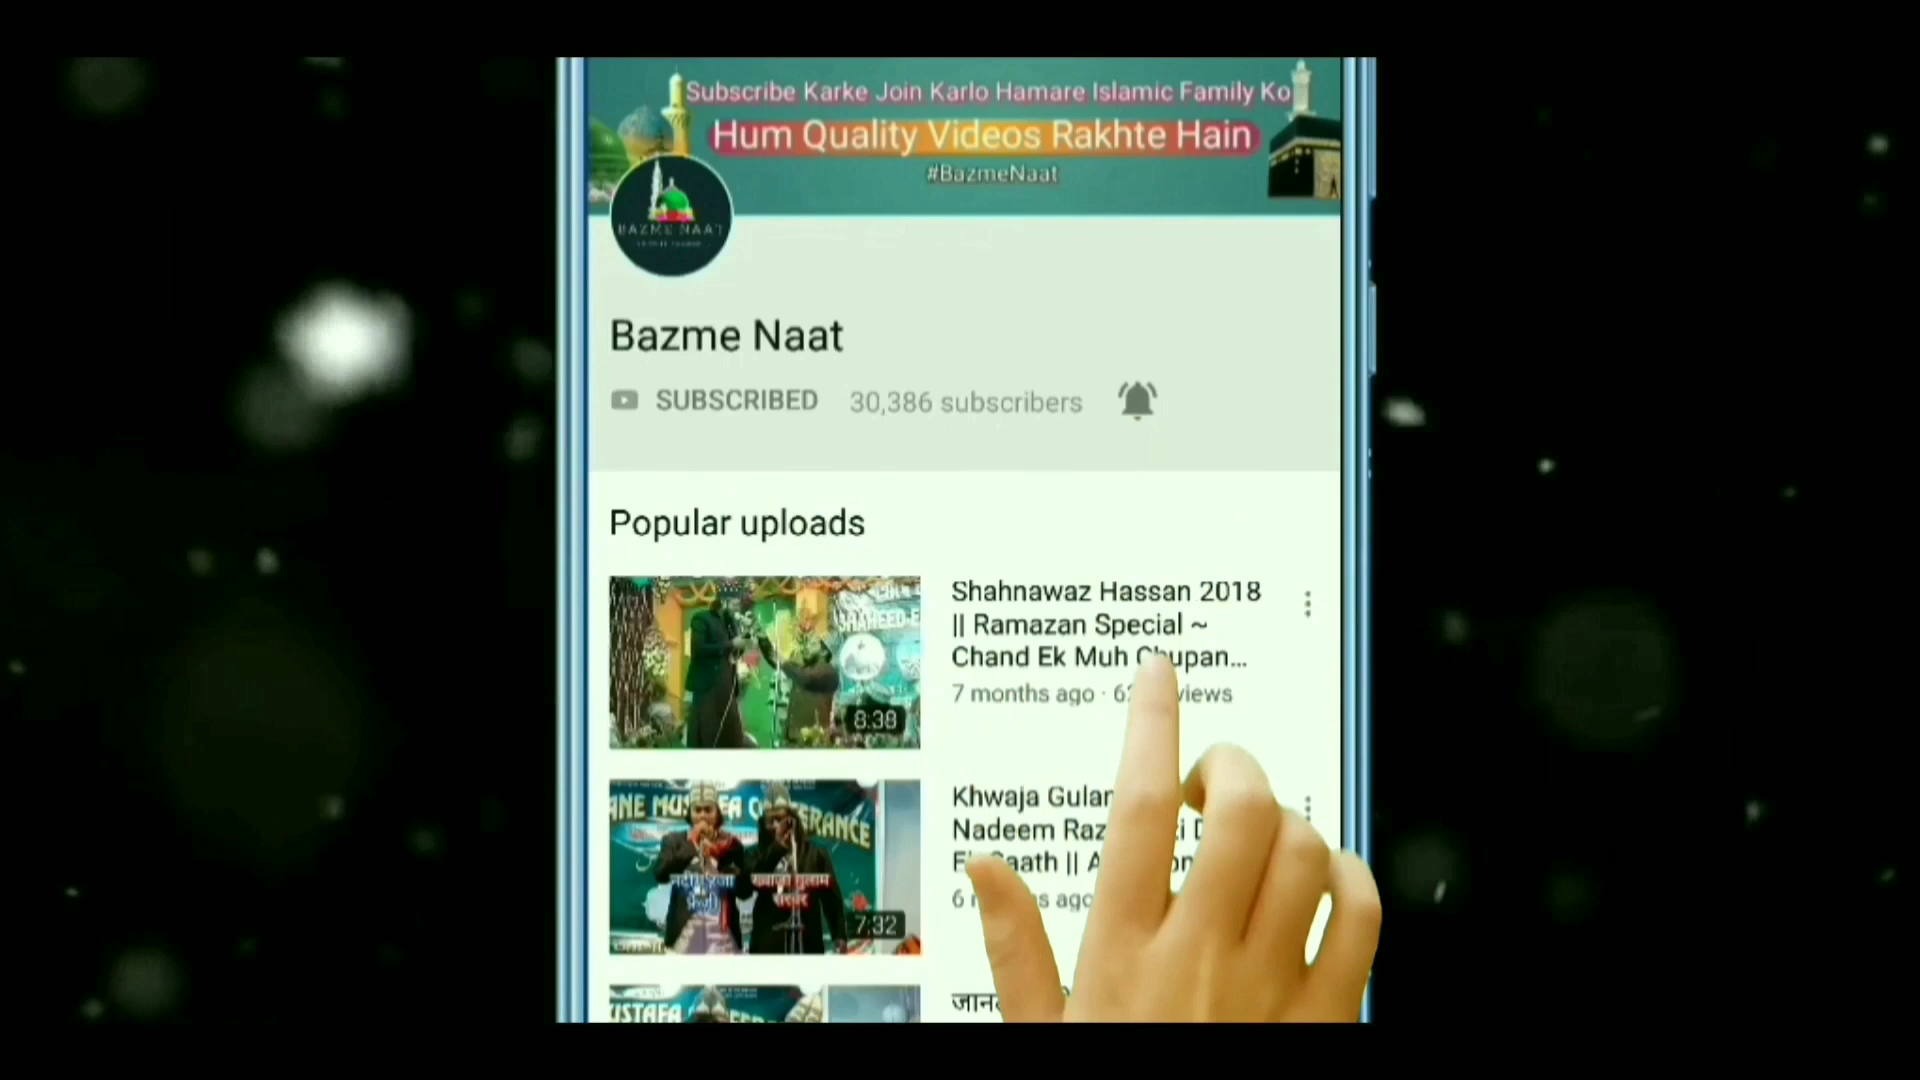 Subscribe Karke Join Karlo Hamare Islamic Family Ko
Hum Quality Videos Rakhte Hain
#BazmeNaat
BAZME NAAT
Bazme Naat
SUBSCRIBED 30,386 subscribers
Popular uploads
Shahnawaz Hassan 2018
|| Ramazan Special ~
Chand Ek Muh Chupan...
7 months ago · views
8:38
Khwaja
Nadeem
Saath ||
7:32